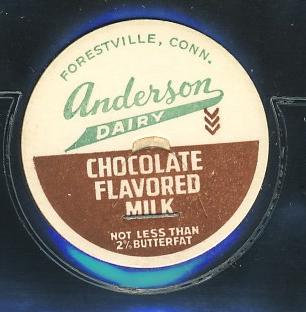 FORESTVILLE, CONN.
Anderson
DAIRY
CHOCOLATE
FLAVORED
MILK
NOT LESS THAN
2% BUTTERFAT